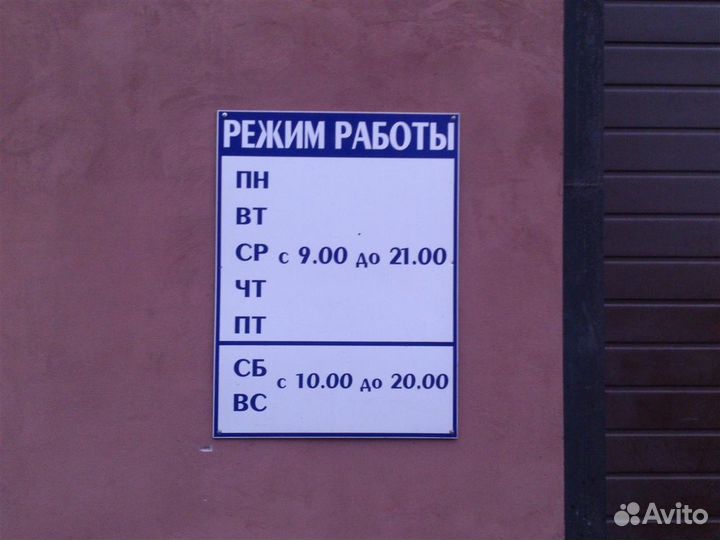 РЕЖИМ РАБОТЫ
ПН
ВТ
СР с 9.00 до 21.00
ЧТ
ПТ
СБ
с 10.00 до 20.00
ВС
Avito